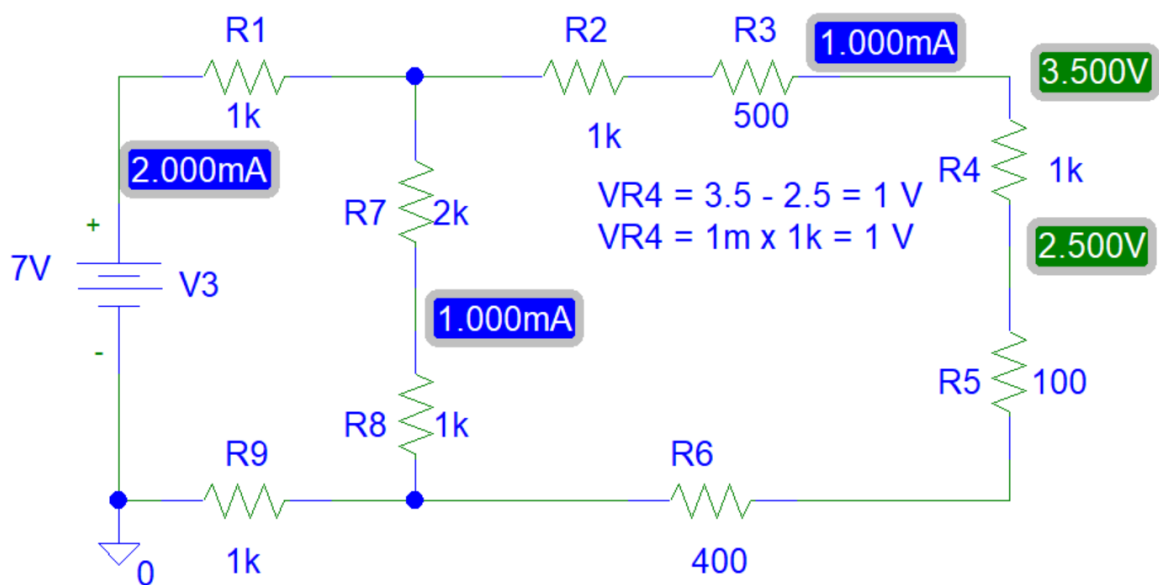 R1
R2
R3
1.000mA
3.500V
1k
1k
500
2.000mA
R4
1k
VR4 = 3.5 - 2.5 = 1 V
VR4 = 1m x 1k = 1 V
R7
2k
+
7V
V3
2.500V
1.000mA
-
R5
100
R8
1k
R9
R6
0
1k
400